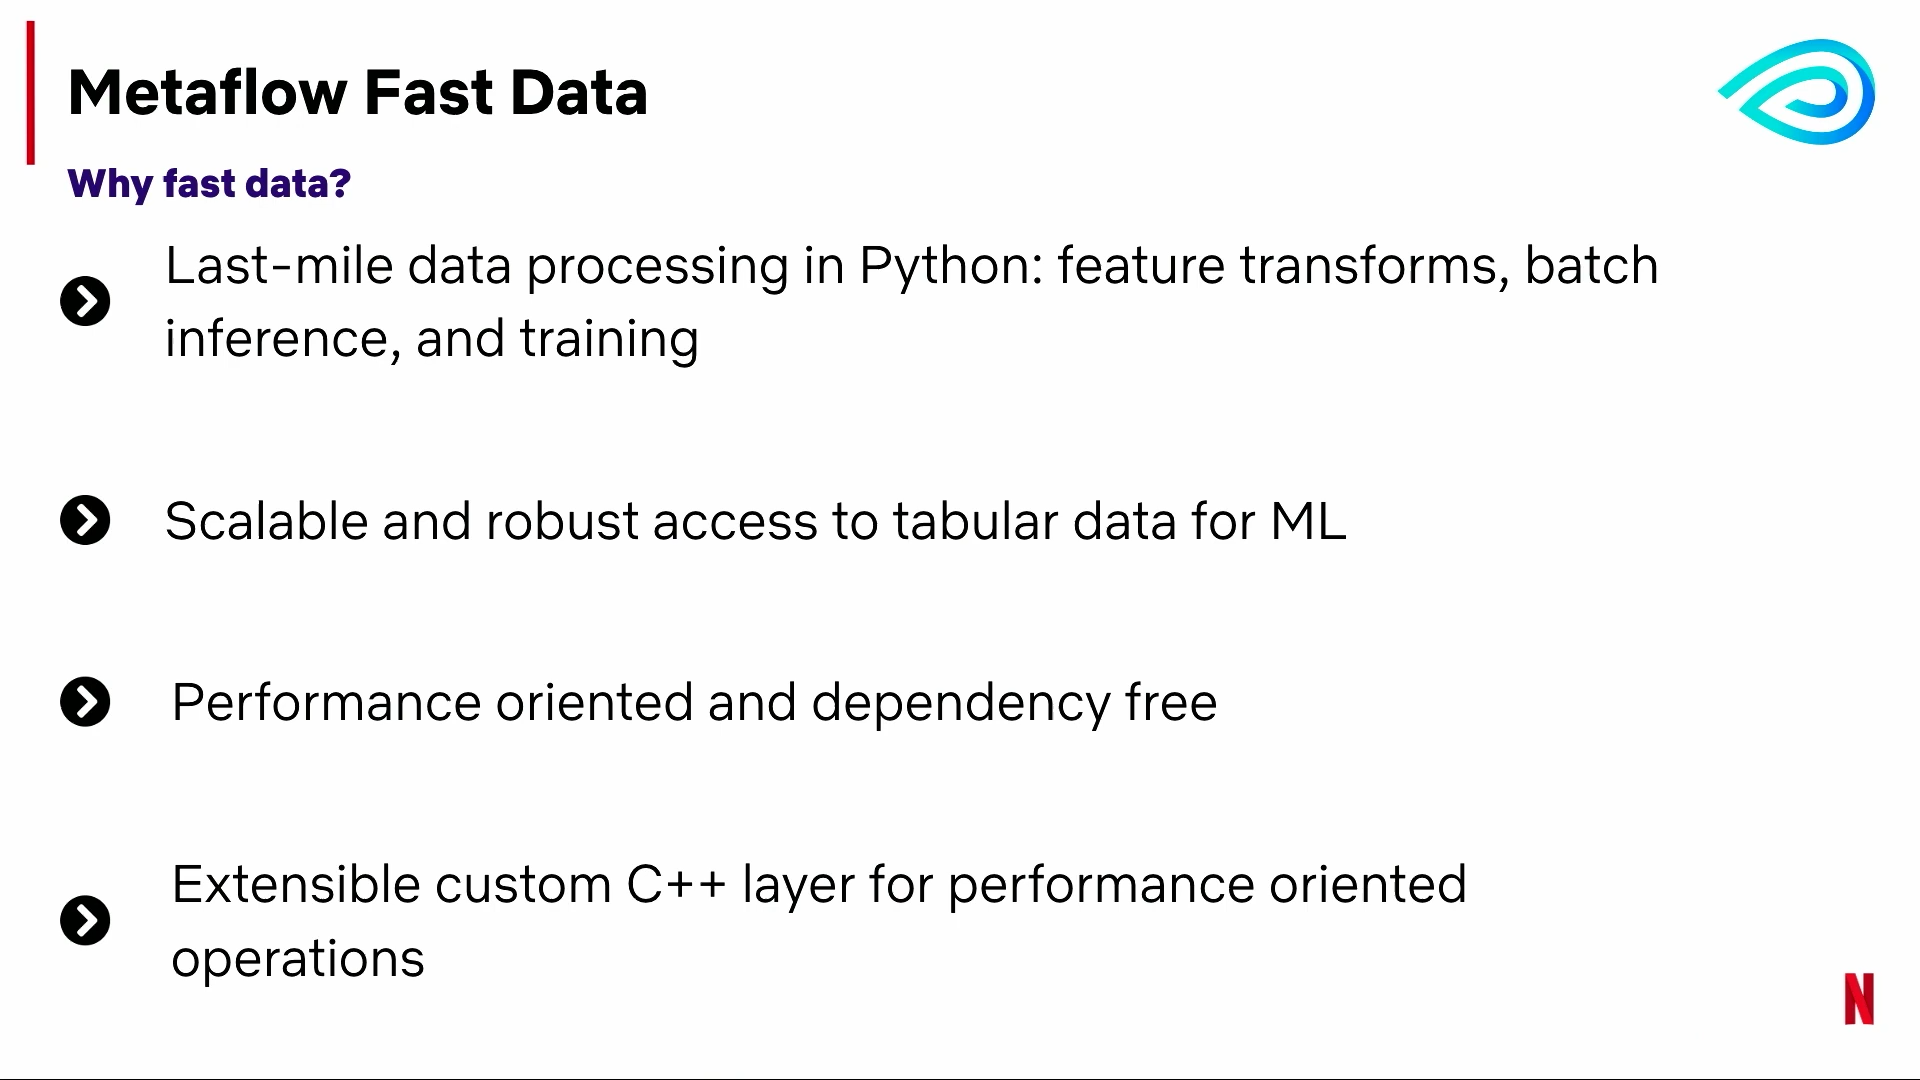 Metaflow Fast Data
Why fast data?
Last-mile data processing in Python: feature transforms, batch
inference, and training
Scalable and robust access to tabular data for ML
Performance oriented and dependency free
Extensible custom C++ layer for performance oriented
operations
N